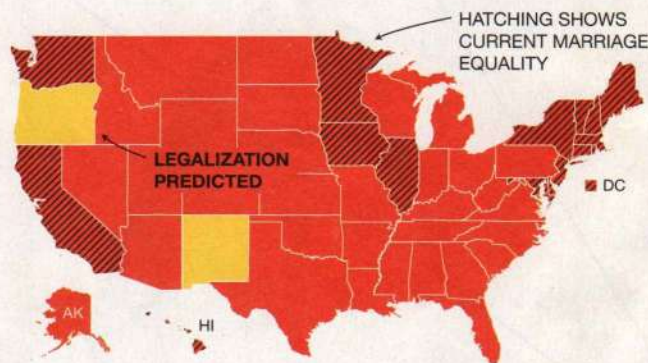 HATCHING SHOWS
CURRENT MARRIAGE
EQUALITY
LEGALIZATION
PREDICTED
DC
AK
HI